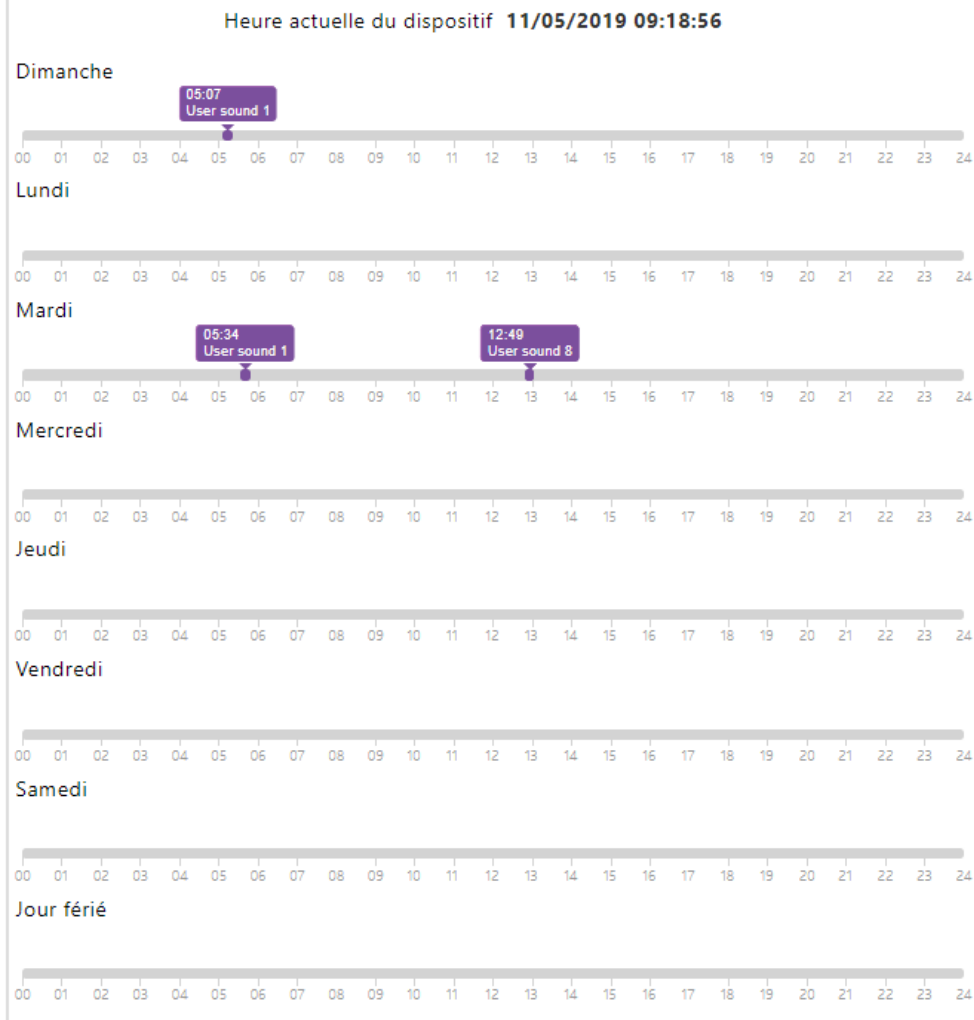 Heure actuelle du dispositif 11/05/2019 09:18:56
Dimanche
05:07
User sound 1
00 01 02 03 04 05 06 07 08 09 10 11 12 13 14 15 16 17 18 19 20 21 22 23 24
Lundi
00 01 02 03 04 05 06 07 08 09 10 11 12 13 14 15 16 17 18 19 20 21 22 23 24
Mardi
05:34 12:49
User sound 1 User sound 8
00 01 02 03 04 05 06 07 08 09 10 11 12 13 14 15 16 17 18 19 20 21 22 23 24
Mercredi
00 01 02 03 04 05 06 07 08 09 10 11 12 13 14 15 16 17 18 19 20 21 22 23 24
Jeudi
00 01 02 03 04 05 06 07 08 09 10 11 12 13 14 15 16 17 18 19 20 21 22 23 24
Vendredi
00 01 02 03 04 05 06 07 08 09 10 11 12 13 14 15 16 17 18 19 20 21 22 23 24
Samedi
00 01 02 03 04 05 06 07 08 09 10 11 12 13 14 15 16 17 18 19 20 21 22 23 24
Jour férié
00 01 02 03 04 05 06 07 08 09 10 11 12 13 14 15 16 17 18 19 20 21 22 23 24